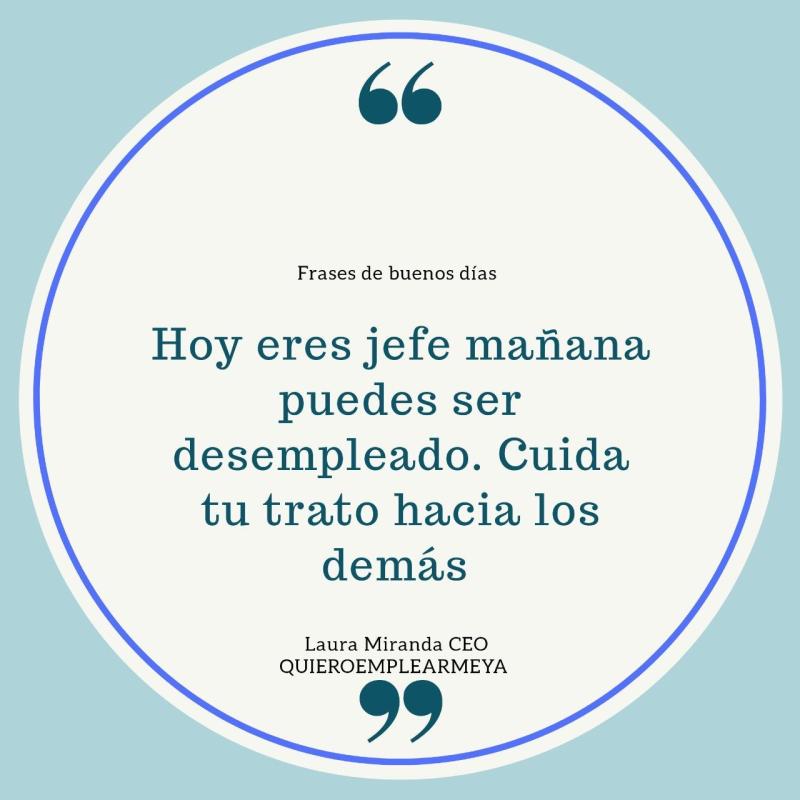 “
Frases de buenos días
Hoy eres jefe mañana
puedes ser
desempleado. Cuida
tu trato hacia los
demás
Laura Miranda CEO
QUIEROEMPLEARMEYA
”